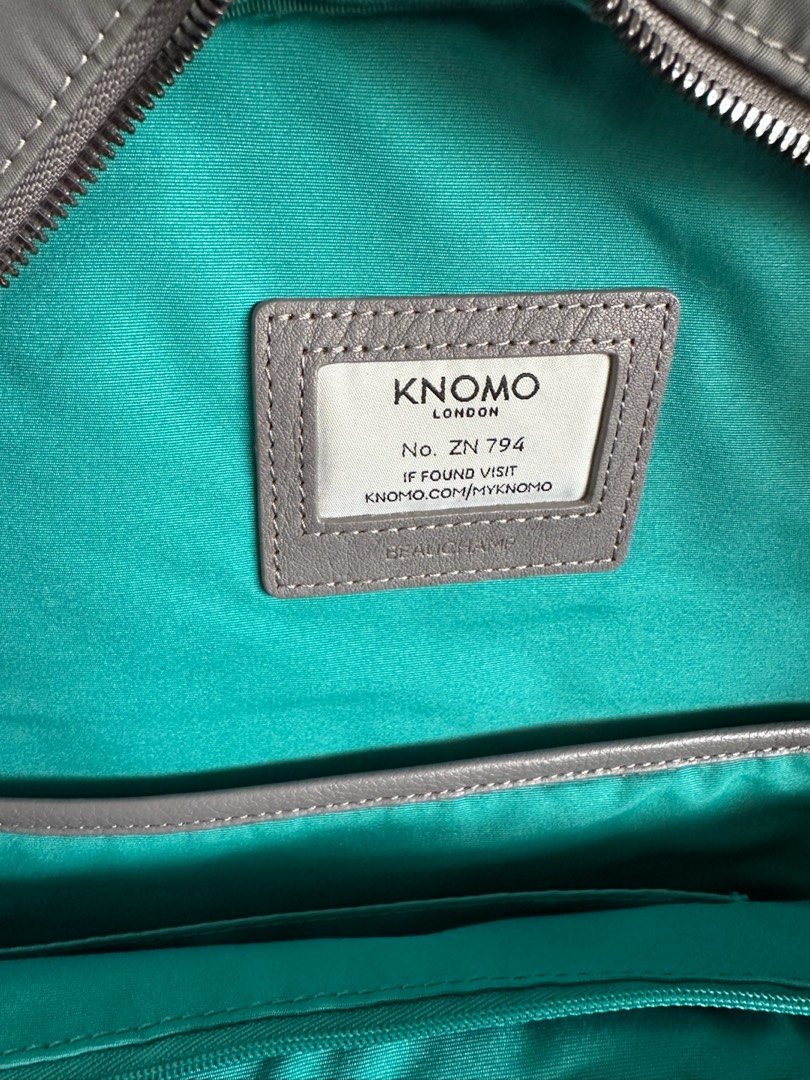 KNOMO
LONDON
No. ZN 794
IF FOUND VISIT
KNOMO.COM/MYKNOMO
BEAUCHAMP